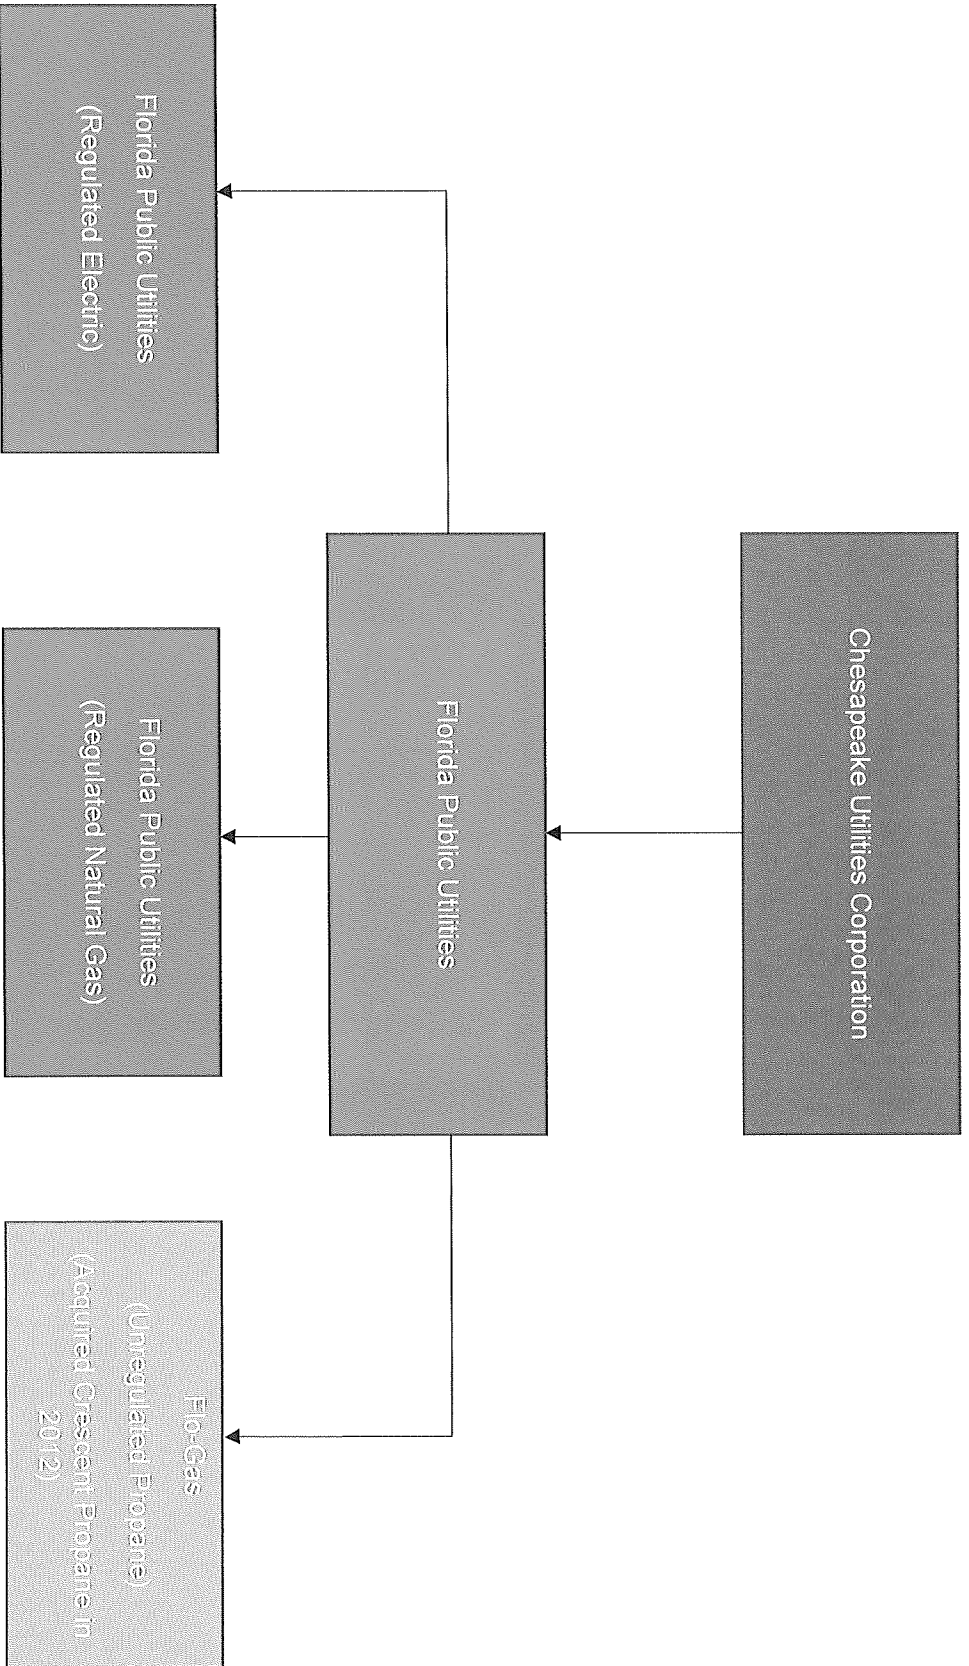 Chesapeake Utilities Corporation
Florida Public Utilities
Florida Public Utilities
(Regulated Electric)
Florida Public Utilities
(Regulated Natural Gas)
Flo-Gas
(Unregulated Propane)
(Acquired Crescent Propane in
2012)